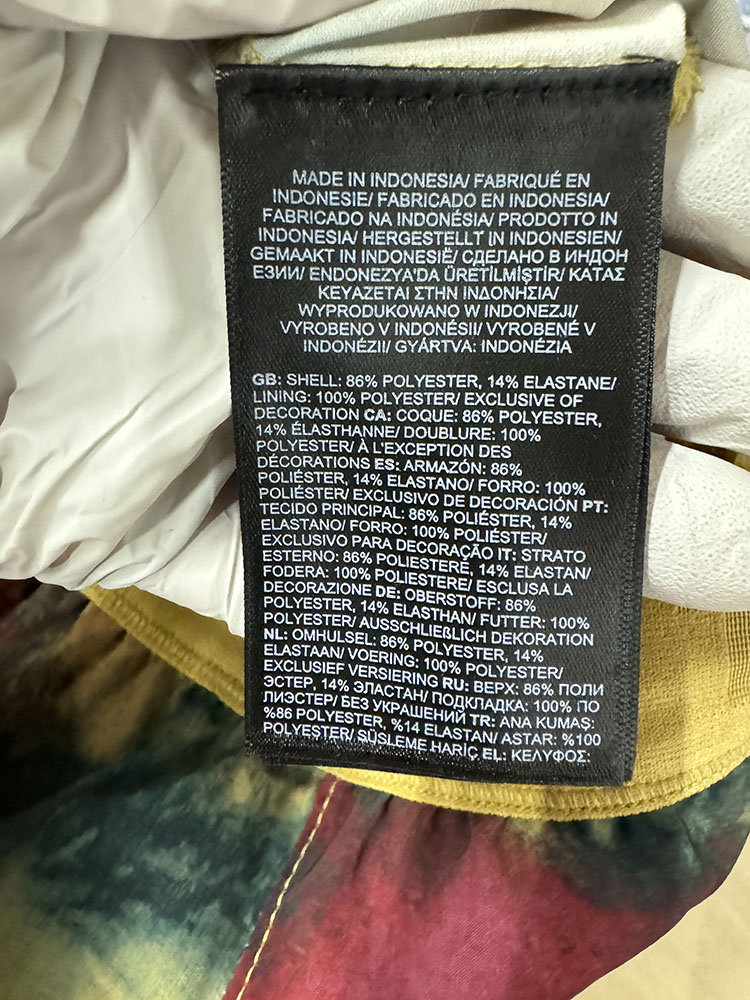 MADE IN INDONESIA/ FABRIQUÉ EN
INDONESIE/ FABRICADO EN INDONESIA/
FABRICADO NA INDONÉSIA/ PRODOTTO IN
INDONESIA/ HERGESTELLT IN INDONESIEN/
GEMAAKT IN INDONESIË/ СДЕЛАНО В ИНДОН
ЕЗИИ/ ENDONEZYA'DA ÜRETİLMİŞTİR/ ΚΑΤΑΣ
ΚΕΥΑΖΕΤΑΙ ΣΤΗΝ ΙΝΔΟΝΗΣΙΑ/
WYPRODUKOWANO W INDONEZJI/
VYROBENO V INDONÉSII/ VYROBENÉ V
INDONÉZII/ GYÁRTVA: INDONÉZIA
GB: SHELL: 86% POLYESTER, 14% ELASTANE/
LINING: 100% POLYESTER/ EXCLUSIVE OF
DECORATION CA: COQUE: 86% POLYESTER,
14% ÉLASTHANNE/ DOUBLURE: 100%
POLYESTER/ À L'EXCEPTION DES
DÉCORATIONS ES: ARMAZÓN: 86%
POLIÉSTER, 14% ELASTANO/ FORRO: 100%
POLIÉSTER/ EXCLUSIVO DE DECORACIÓN PT:
TECIDO PRINCIPAL: 86% POLIÉSTER, 14%
ELASTANO/ FORRO: 100% POLIÉSTER/
EXCLUSIVO PARA DECORAÇÃO IT: STRATO
ESTERNO: 86% POLIESTERE, 14% ELASTAN/
FODERA: 100% POLIESTERE/ ESCLUSA LA
DECORAZIONE DE: OBERSTOFF: 86%
POLYESTER, 14% ELASTHAN/ FUTTER: 100%
POLYESTER/ AUSSCHLIEßLICH DEKORATION
NL: OMHULSEL: 86% POLYESTER, 14%
ELASTAAN/ VOERING: 100% POLYESTER/
EXCLUSIEF VERSIERING RU: ВЕРХ: 86% ПОЛИ
ЭСТЕР, 14% ЭЛАСТАН/ ПОДКЛАДКА: 100% ПО
ЛИЭСТЕР/ БЕЗ УКРАШЕНИЙ TR: ANA KUMAŞ:
%86 POLYESTER, %14 ELASTAN/ ASTAR: %100
POLYESTER/ SÜSLEME HARİÇ EL: ΚΕΛΥΦΟΣ: